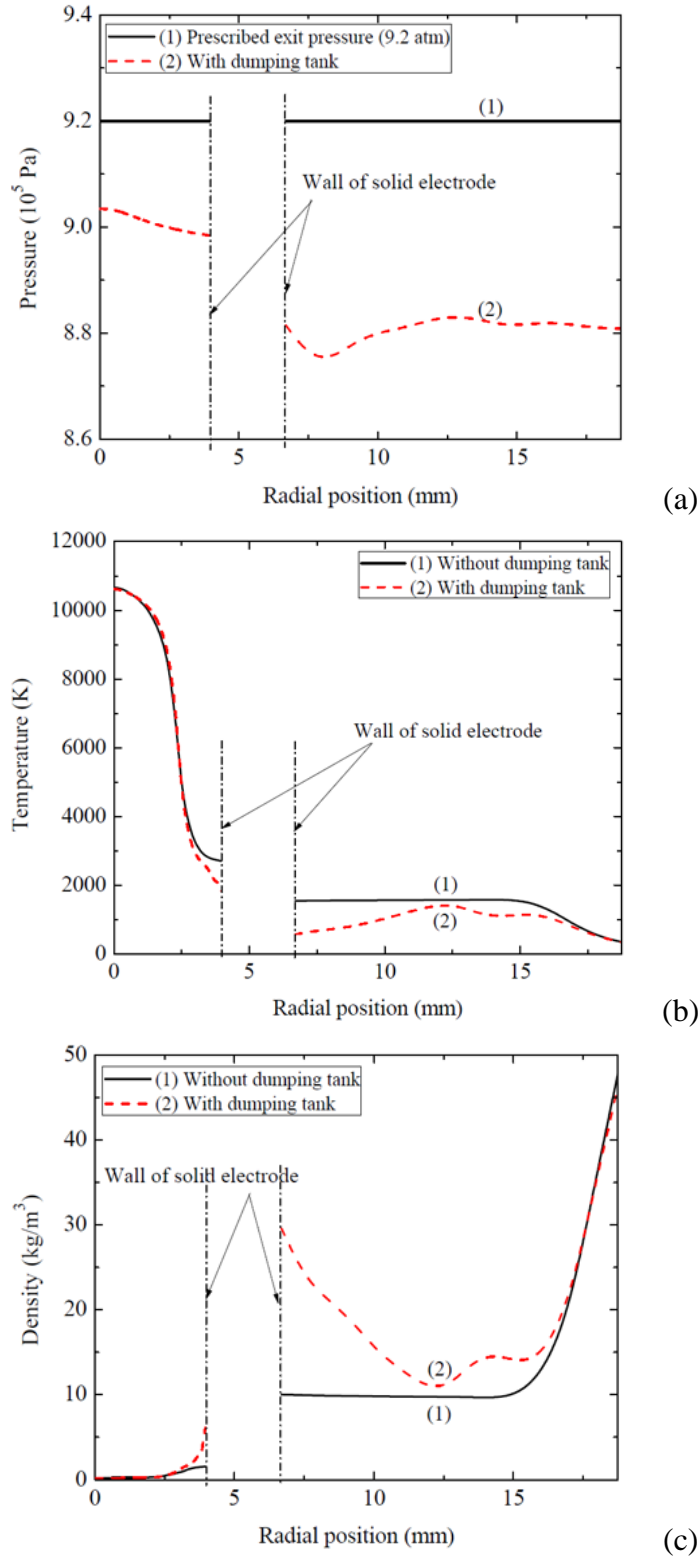 9.4
(1) Prescribed exit pressure (9.2 atm)
(2) With dumping tank
9.2
(1)
Wall of solid electrode
9.0
(2)
8.8
8.6
0 5 10 15
Pressure (10⁵ Pa)
Radial position (mm)
(a)
12000
(1) Without dumping tank
(2) With dumping tank
10000
8000
Wall of solid electrode
6000
4000
2000
(1)
(2)
0
0 5 10 15
Temperature (K)
Radial position (mm)
(b)
50
(1) Without dumping tank
(2) With dumping tank
40
Wall of solid electrode
30
20
(2)
10
(1)
0
0 5 10 15
Density (kg/m³)
Radial position (mm)
(c)